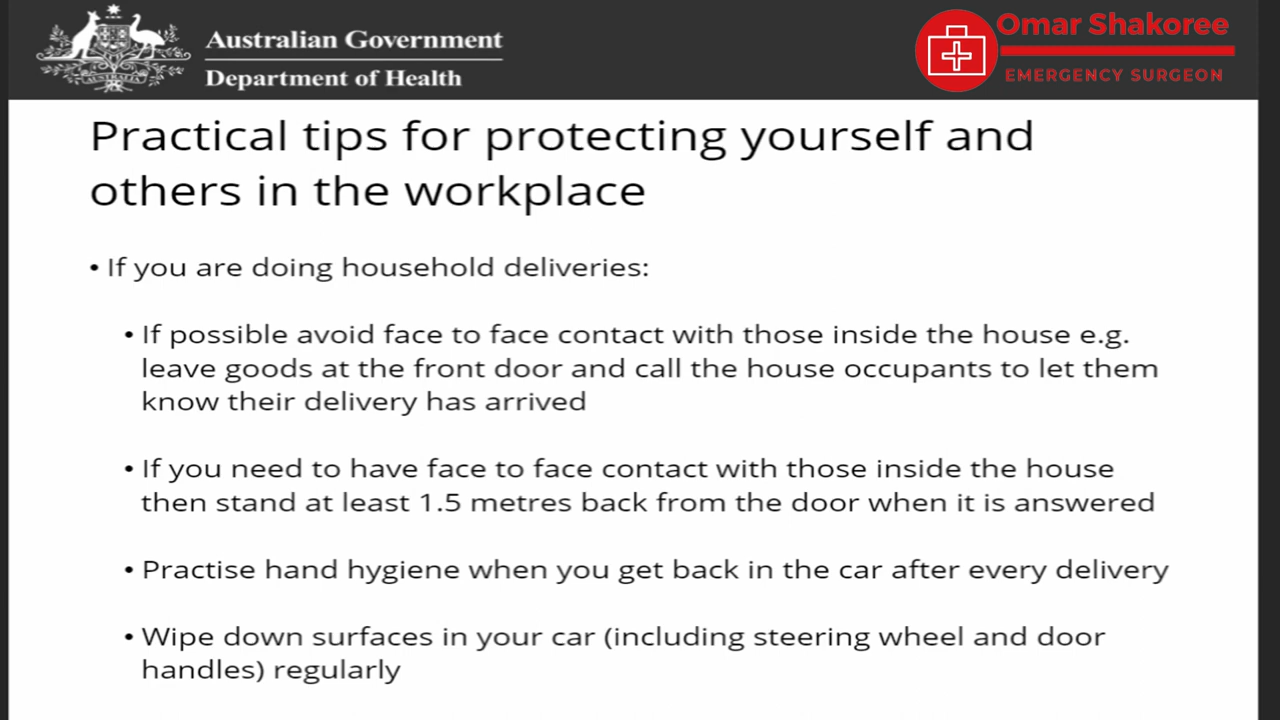 Australian Government
Department of Health
Omar Shakoree
EMERGENCY SURGEON
Practical tips for protecting yourself and
others in the workplace
• If you are doing household deliveries:
• If possible avoid face to face contact with those inside the house e.g.
leave goods at the front door and call the house occupants to let them
know their delivery has arrived
• If you need to have face to face contact with those inside the house
then stand at least 1.5 metres back from the door when it is answered
• Practise hand hygiene when you get back in the car after every delivery
• Wipe down surfaces in your car (including steering wheel and door
handles) regularly